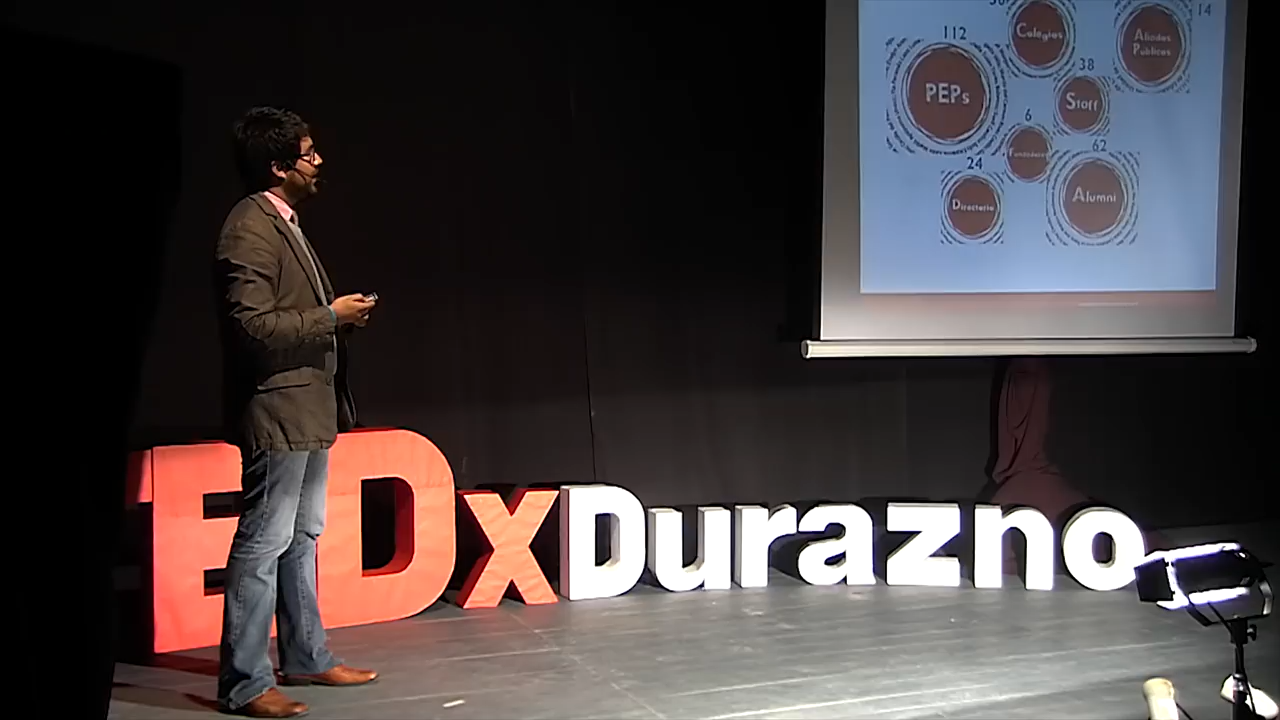 14
112
Colegios
Aliados
Públicos
38
PEPs
Staff
6
Fundadores
62
24
Alumni
Directorio
EDxDurazno